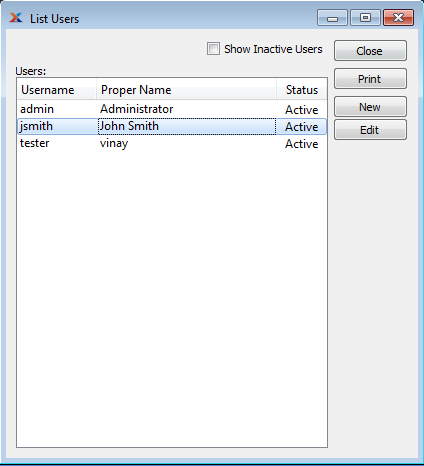 List Users
Show Inactive Users
Close
Users:
Print
Username Proper Name Status
New
admin Administrator Active
jsmith John Smith Active
Edit
tester vinay Active